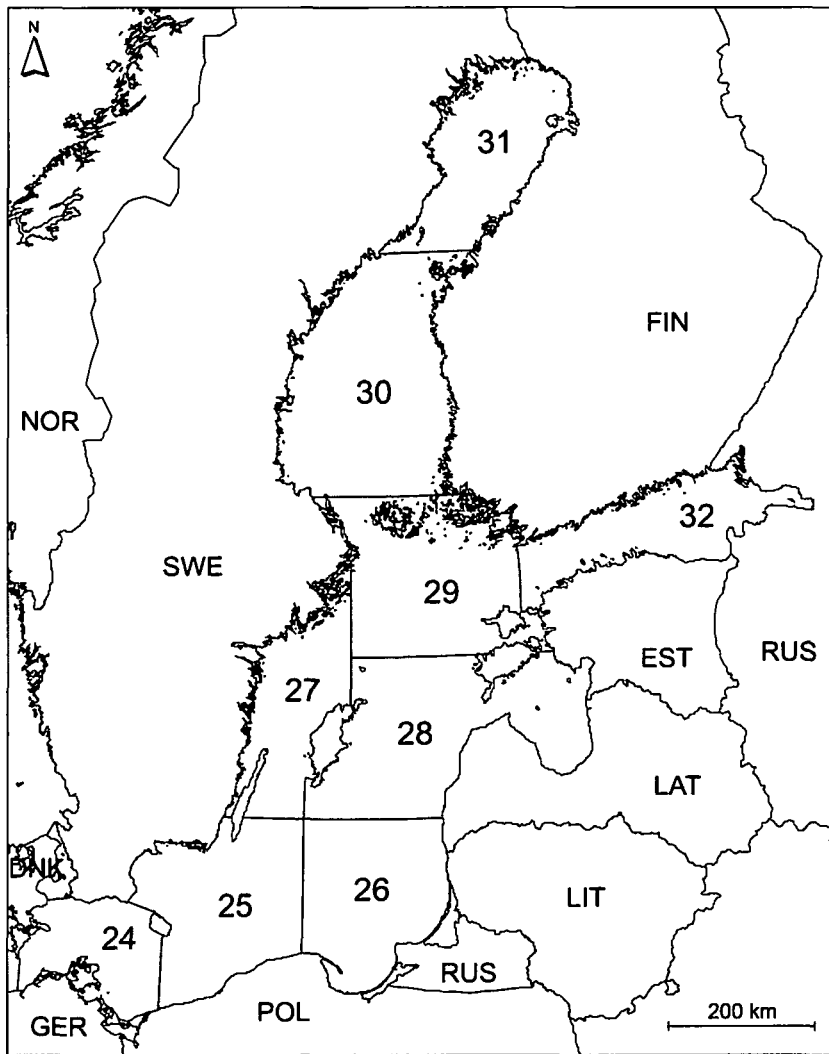 N
31
FIN
30
NOR
32
SWE
29
EST
RUS
27
28
LAT
DNK
26
LIT
25
24
RUS
200 km
POL
GER